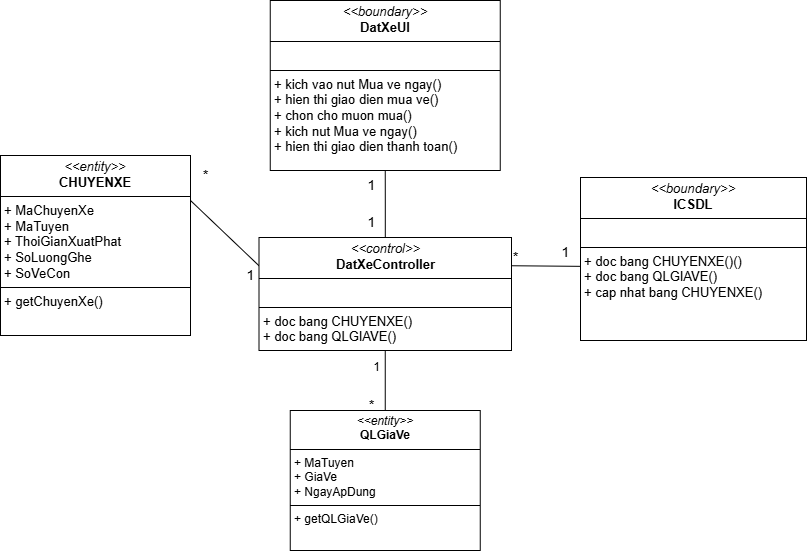 <<boundary>>
DatXeUI
+ kich vao nut Mua ve ngay()
+ hien thi giao dien mua ve()
+ chon cho muon mua()
+ kich nut Mua ve ngay()
+ hien thi giao dien thanh toan()
<<entity>>
CHUYENXE
+ MaChuyenXe
+ MaTuyen
+ ThoiGianXuatPhat
+ SoLuongGhe
+ SoVeCon
+ getChuyenXe()
*
1
1
1
<<control>>
DatXeController
+ doc bang CHUYENXE()
+ doc bang QLGIAVE()
*
1
<<boundary>>
ICSDL
+ doc bang CHUYENXE()()
+ doc bang QLGIAVE()
+ cap nhat bang CHUYENXE()
1
*
<<entity>>
QLGiaVe
+ MaTuyen
+ GiaVe
+ NgayApDung
+ getQLGiaVe()